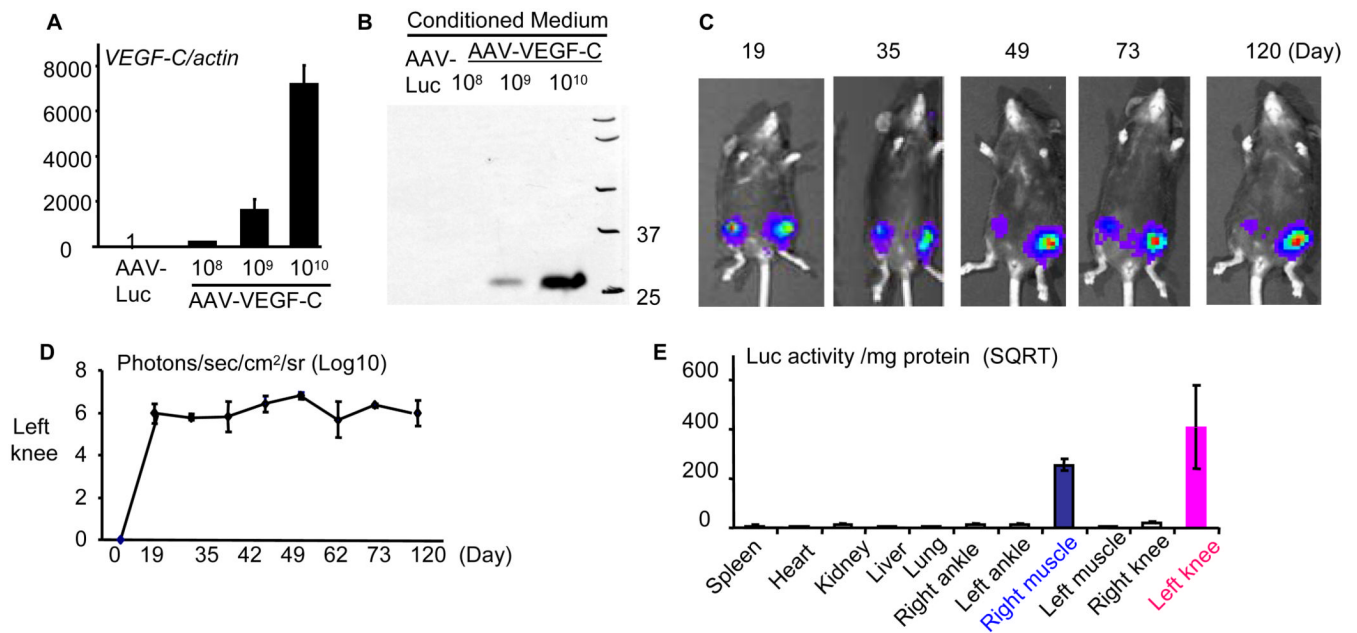 A
VEGF-C/actin
8000
6000
4000
2000
0
1
AAV-
Luc
10⁸
10⁹
10¹⁰
AAV-VEGF-C
B
Conditioned Medium
AAV-
Luc
AAV-VEGF-C
10⁸
10⁹
10¹⁰
37
25
C
19
35
49
73
120 (Day)
D
Photons/sec/cm²/sr (Log10)
Left
knee
8
6
4
2
0
0 19 35 42 49 62 73 120 (Day)
E
Luc activity /mg protein (SQRT)
600
400
200
0
Spleen
Heart
Kidney
Liver
Lung
Right ankle
Left ankle
Right muscle
Left muscle
Right knee
Left knee